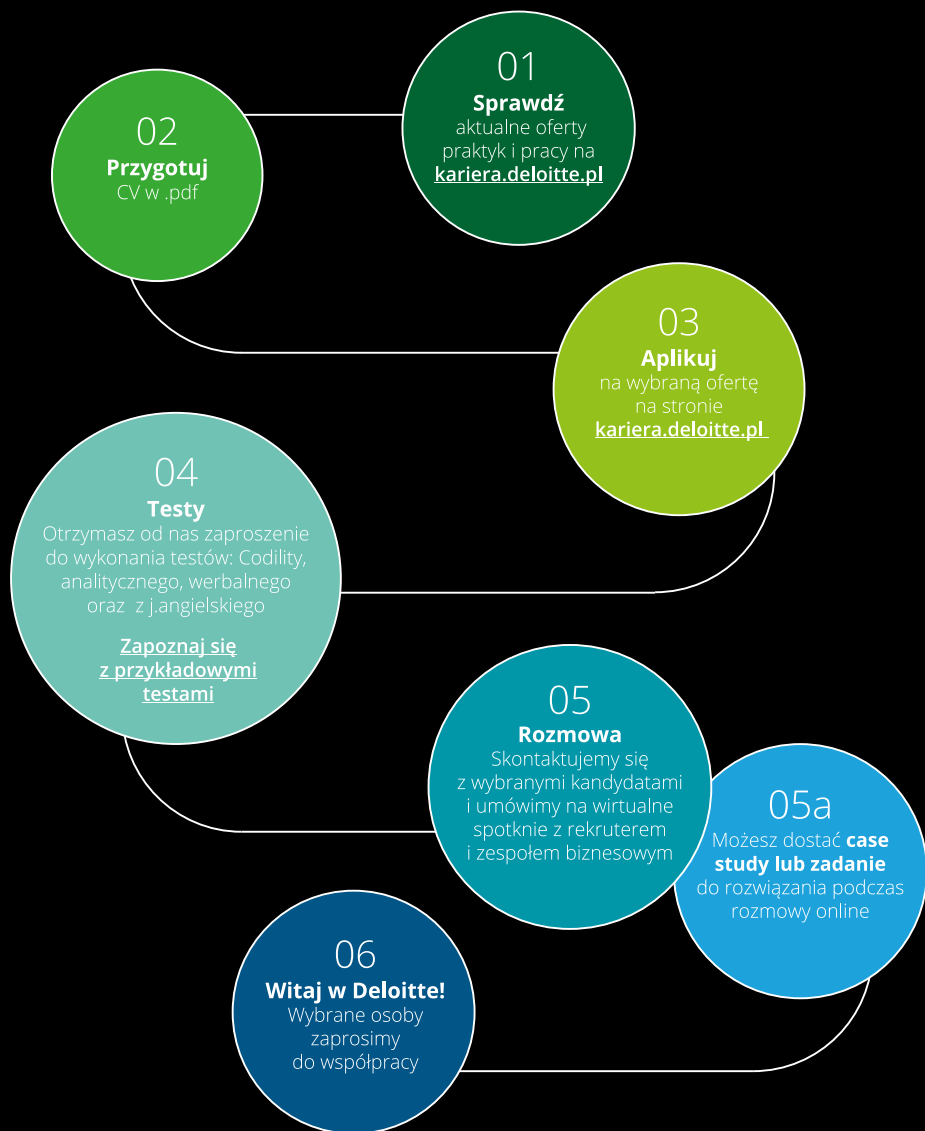 01
Sprawdź
aktualne oferty
praktyk i pracy na
kariera.deloitte.pl
02
Przygotuj
CV w .pdf
03
Aplikuj
na wybraną ofertę
na stronie
kariera.deloitte.pl
04
Testy
Otrzymasz od nas zaproszenie
do wykonania testów: Codility,
analitycznego, werbalnego
oraz z j.angielskiego
Zapoznaj się
z przykładowymi
testami
05
Rozmowa
Skontaktujemy się
z wybranymi kandydatami
i umówimy na wirtualne
spotknie z rekruterem
i zespołem biznesowym
05a
Możesz dostać case
study lub zadanie
do rozwiązania podczas
rozmowy online
06
Witaj w Deloitte!
Wybrane osoby
zaprosimy
do współpracy